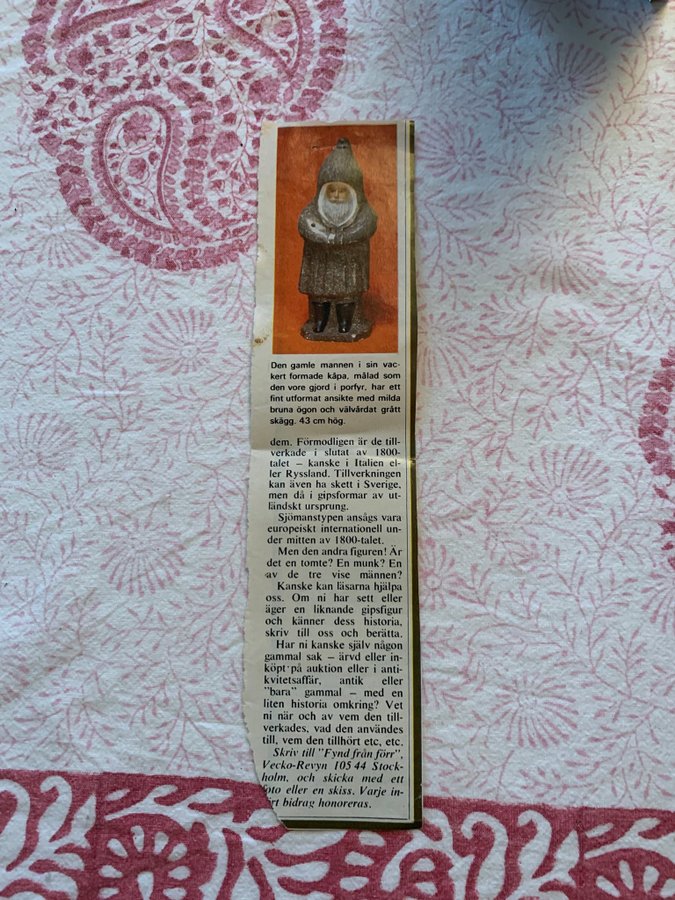 Den gamle mannen i sin vac-
kert formade kåpa, målad som
den vore gjord i porfyr, har ett
fint utformat ansikte med milda
bruna ögon och välvårdat grått
skägg. 43 cm hög.
dem. Förmodligen är de till-
verkade i slutat av 1800-
talet – kanske i Italien el-
ler Ryssland. Tillverkningen
kan även ha skett i Sverige,
men då i gipsformar av ut-
ländskt ursprung.
Sjömanstypen ansågs vara
europeiskt internationell un-
der mitten av 1800-talet.
Men den andra figuren! Är
det en tomte? En munk? En
av de tre vise männen?
Kanske kan läsarna hjälpa
oss. Om ni har sett eller
äger en liknande gipsfigur
och känner dess historia,
skriv till oss och berätta.
Har ni kanske själv någon
gammal sak – ärvd eller in-
köpt på auktion eller i anti-
kvitetsaffär, antik eller
"bara" gammal – med en
liten historia omkring? Vet
ni när och av vem den till-
verkades, vad den användes
till, vem den tillhört etc, etc.
Skriv till "Fynd från förr",
Vecko-Revyn 105 44 Stock-
holm, och skicka med ett
foto eller en skiss. Varje in-
fört bidrag honoreras.